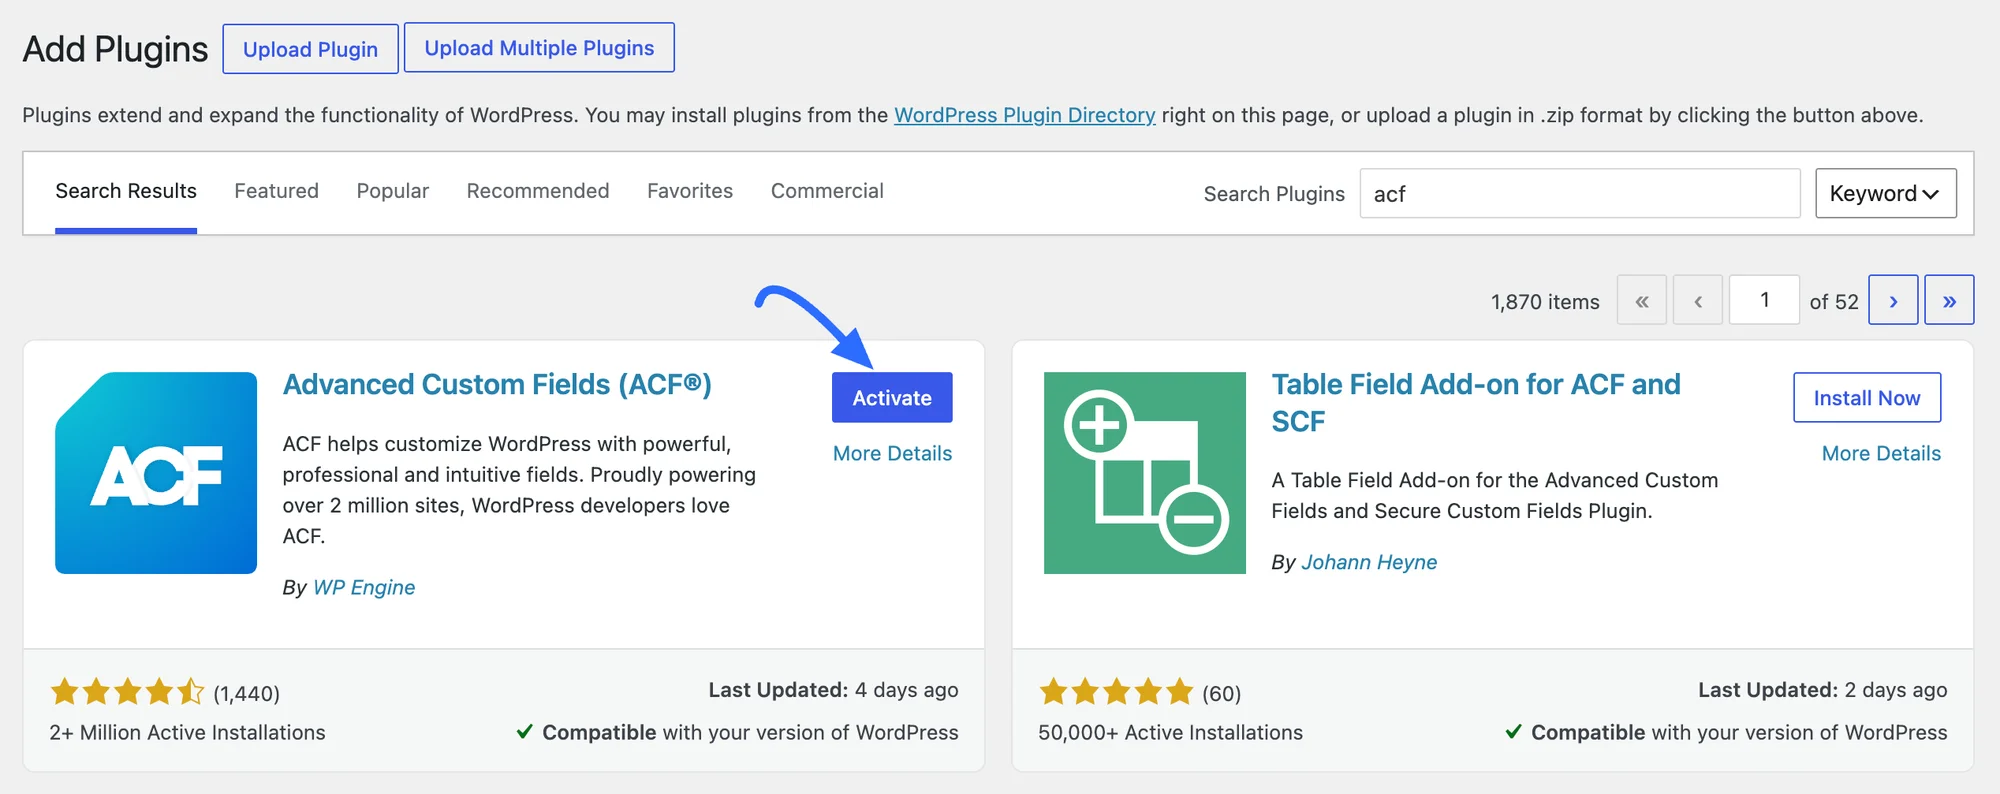 Add Plugins Upload Plugin Upload Multiple Plugins
Plugins extend and expand the functionality of WordPress. You may install plugins from the WordPress Plugin Directory right on this page, or upload a plugin in .zip format by clicking the button above.
Search Results Featured Popular Recommended Favorites Commercial Search Plugins acf Keyword
1,870 items « ‹ 1 of 52 › »
ACF
Advanced Custom Fields (ACF®)
Activate
More Details
ACF helps customize WordPress with powerful,
professional and intuitive fields. Proudly powering
over 2 million sites, WordPress developers love
ACF.
By WP Engine
(1,440)
Last Updated: 4 days ago
2+ Million Active Installations
Compatible with your version of WordPress
Table Field Add-on for ACF and
SCF
Install Now
More Details
A Table Field Add-on for the Advanced Custom
Fields and Secure Custom Fields Plugin.
By Johann Heyne
(60)
Last Updated: 2 days ago
50,000+ Active Installations
Compatible with your version of WordPress